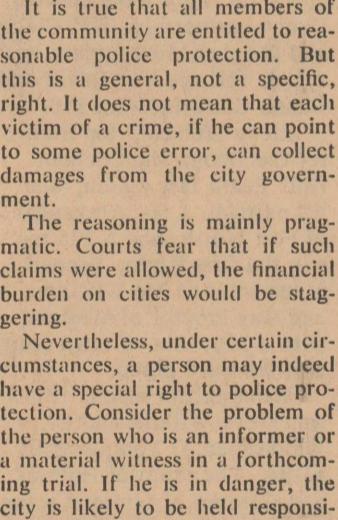 It is true that all members of
the community are entitled to rea-
sonable police protection. But
this is a general, not a specific,
right. It does not mean that each
victim of a crime, if he can point
to some police error, can collect
damages from the city govern-
ment.
The reasoning is mainly prag-
matic. Courts fear that if such
claims were allowed, the financial
burden on cities would be stag-
gering.
Nevertheless, under certain cir-
cumstances, a person may indeed
have a special right to police pro-
tection. Consider the problem of
the person who is an informer or
a material witness in a forthcom-
ing trial. If he is in danger, the
city is likely to be held responsi-